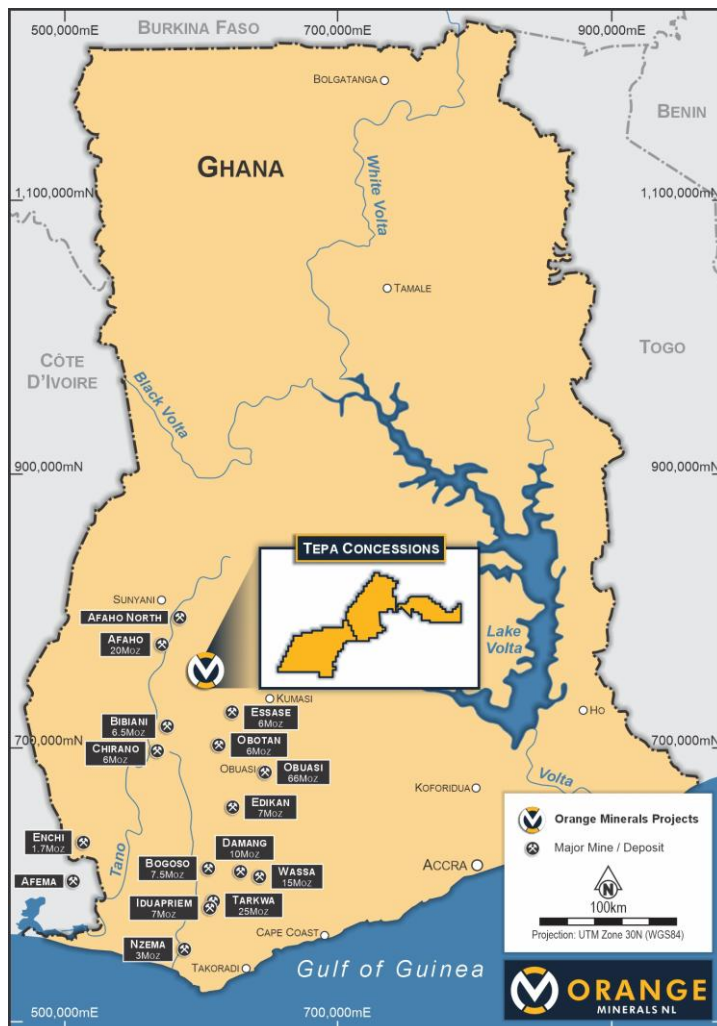 500,000mE
700,000mE
900,000mE
BURKINA FASO
BOLGATANGA
BENIN
GHANA
White Volta
1,100,000mN
1,100,000mN
TAMALE
TOGO
CÔTE
D'IVOIRE
Black Volta
900,000mN
900,000mN
TEPA CONCESSIONS
SUNYANI
AFAHO NORTH
AFAHO
20MOZ
Lake
Volta
KUMASI
HO
ESSASE
6MOZ
BIBIANI
6.5MOZ
OBOTAN
6MOZ
700,000mN
700,000mN
CHIRANO
6MOZ
OBUASI
OBUASI
66MOZ
Volta
KOFORIDUA
EDIKAN
7MOZ
Orange Minerals Projects
Major Mine / Deposit
N
100km
Projection: UTM Zone 30N (WGS84)
ENCHI
1.7MOZ
Tano
DAMANG
10MOZ
BOGOSO
7.5MOZ
WASSA
15MOZ
ACCRA
AFEMA
IDUAPRIEM
7MOZ
TARKWA
25MOZ
CAPE COAST
NZEMA
3MOZ
TAKORADI
Gulf of Guinea
ORANGE
MINERALS NL
500,000mE
700,000mE